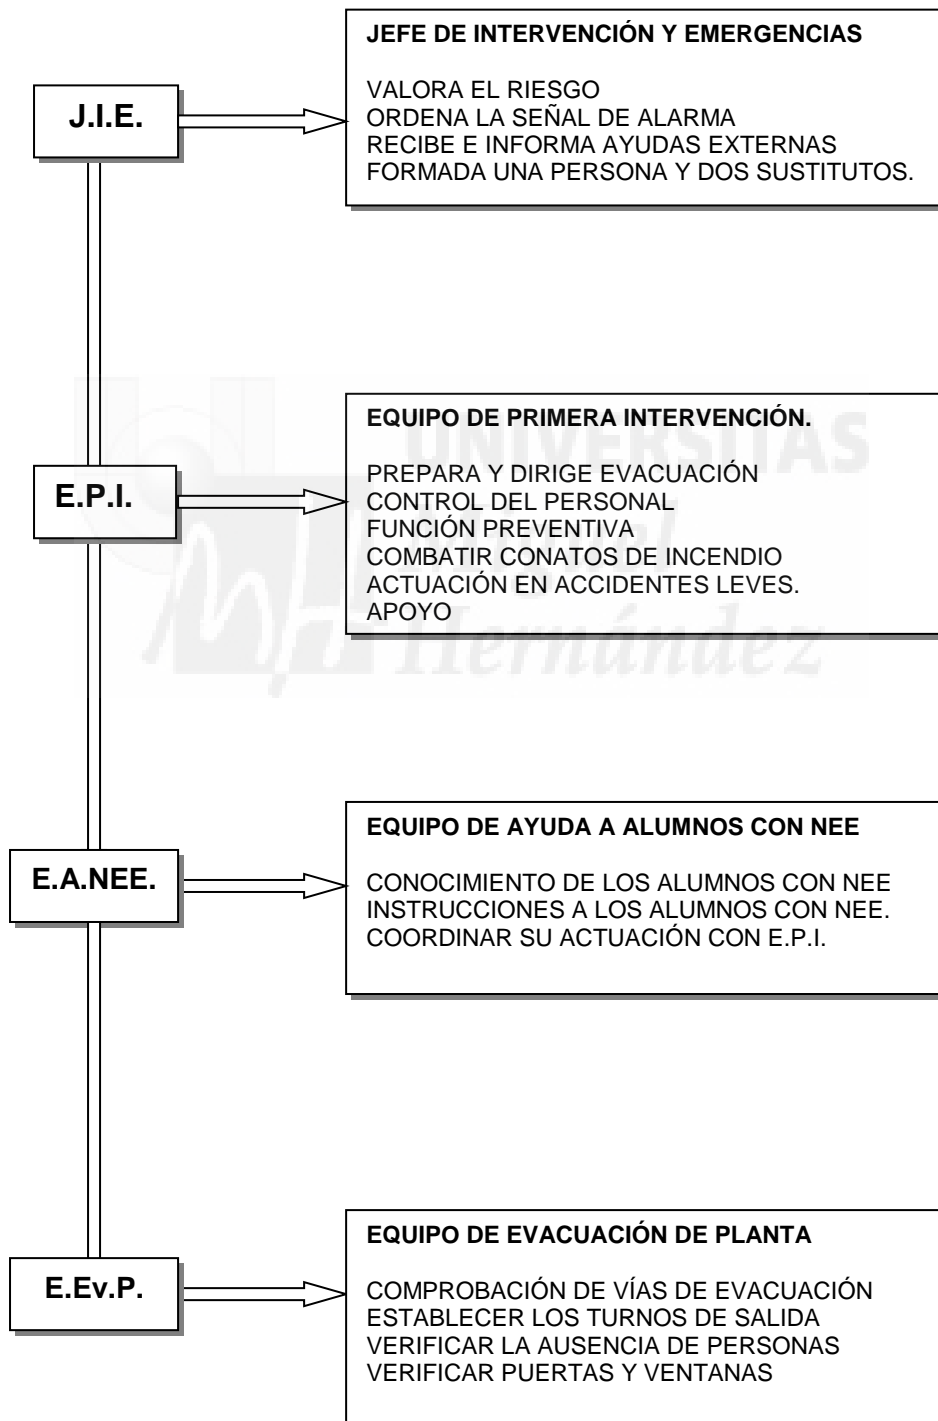 JEFE DE INTERVENCIÓN Y EMERGENCIAS
J.I.E.
VALORA EL RIESGO
ORDENA LA SEÑAL DE ALARMA
RECIBE E INFORMA AYUDAS EXTERNAS
FORMADA UNA PERSONA Y DOS SUSTITUTOS.
EQUIPO DE PRIMERA INTERVENCIÓN.
UNIVERSITAS
Miguel
Hernández
E.P.I.
PREPARA Y DIRIGE EVACUACIÓN
CONTROL DEL PERSONAL
FUNCIÓN PREVENTIVA
COMBATIR CONATOS DE INCENDIO
ACTUACIÓN EN ACCIDENTES LEVES.
APOYO
EQUIPO DE AYUDA A ALUMNOS CON NEE
E.A.NEE.
CONOCIMIENTO DE LOS ALUMNOS CON NEE
INSTRUCCIONES A LOS ALUMNOS CON NEE.
COORDINAR SU ACTUACIÓN CON E.P.I.
EQUIPO DE EVACUACIÓN DE PLANTA
E.Ev.P.
COMPROBACIÓN DE VÍAS DE EVACUACIÓN
ESTABLECER LOS TURNOS DE SALIDA
VERIFICAR LA AUSENCIA DE PERSONAS
VERIFICAR PUERTAS Y VENTANAS